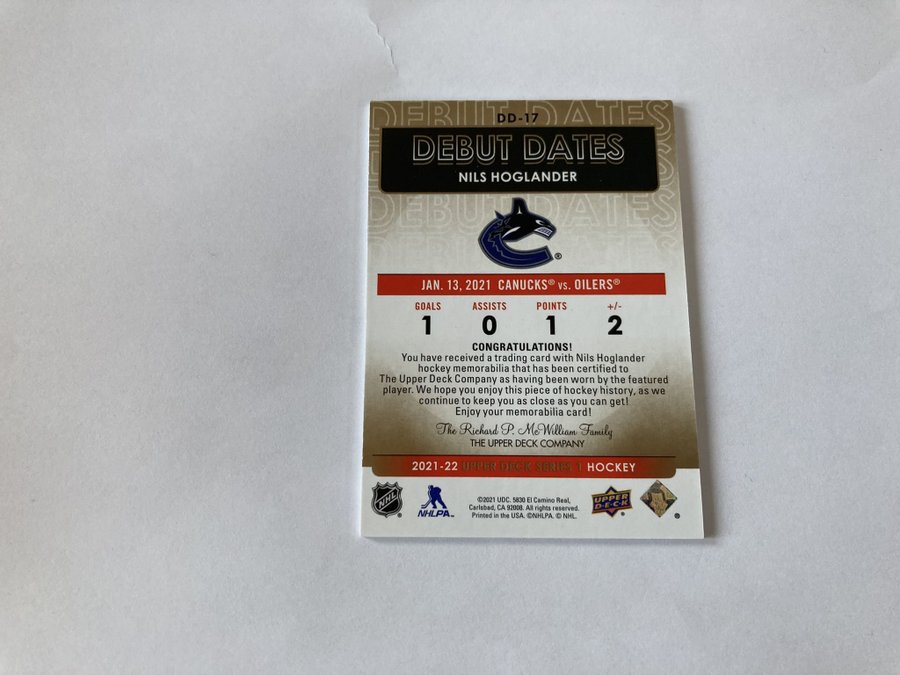 DEBUT DATES
DD-17
DEBUT DATES
NILS HOGLANDER
DEBUT DATES
®
JAN. 13, 2021 CANUCKS® vs. OILERS®
GOALS ASSISTS POINTS +/-
1 0 1 2
CONGRATULATIONS!
You have received a trading card with Nils Hoglander
hockey memorabilia that has been certified to
The Upper Deck Company as having been worn by the featured
player. We hope you enjoy this piece of hockey history, as we
continue to keep you as close as you can get!
Enjoy your memorabilia card!
The Richard P. McWilliam Family
THE UPPER DECK COMPANY
2021-22 UPPER DECK SERIES 1 HOCKEY
NHL
NHLPA
©2021 UDC. 5830 El Camino Real,
Carlsbad, CA 92008. All rights reserved.
Printed in the USA. ©NHLPA. © NHL.
UPPER
D·E·C·K
®
®